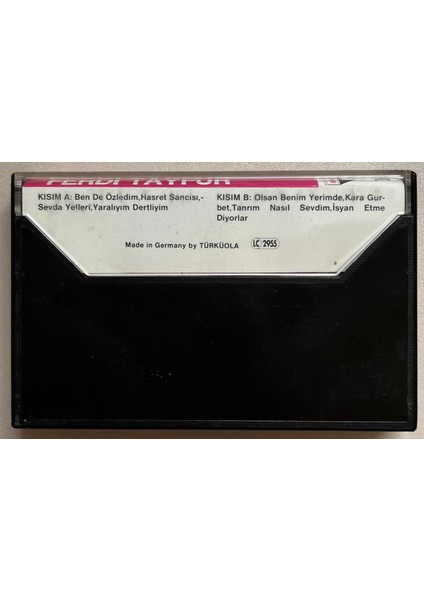 FERDİ TAYFUR
KISIM A: Ben De Özledim,Hasret Sancısı,-
Sevda Yelleri,Yaralıyım Dertliyim
KISIM B: Olsan Benim Yerimde,Kara Gur-
bet,Tanrım Nasıl Sevdim,İsyan Etme
Diyorlar
Made in Germany by TÜRKÜOLA
LC 2955